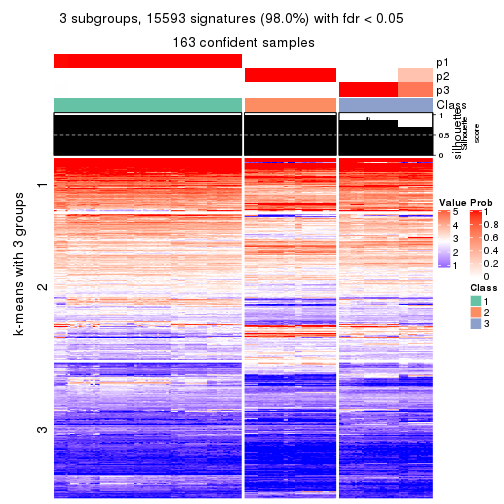 3 subgroups, 15593 signatures (98.0%) with fdr < 0.05
163 confident samples
p1
p2
p3
Class
1
0.5
0
silhouette
Silhouette
score
k-means with 3 groups
1
2
3
Value
5
4
3
2
1
Prob
1
0.8
0.6
0.4
0.2
0
Class
1
2
3